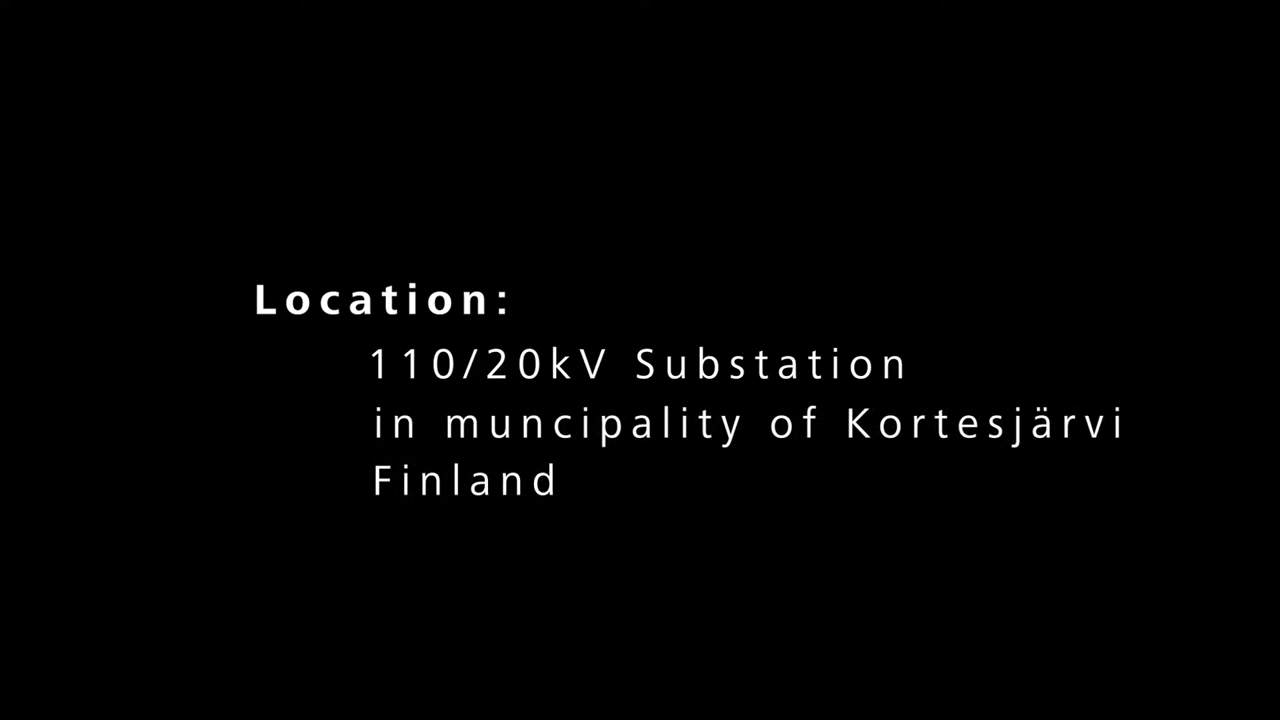 Location:
110/20kV Substation
in muncipality of Kortesjärvi
Finland